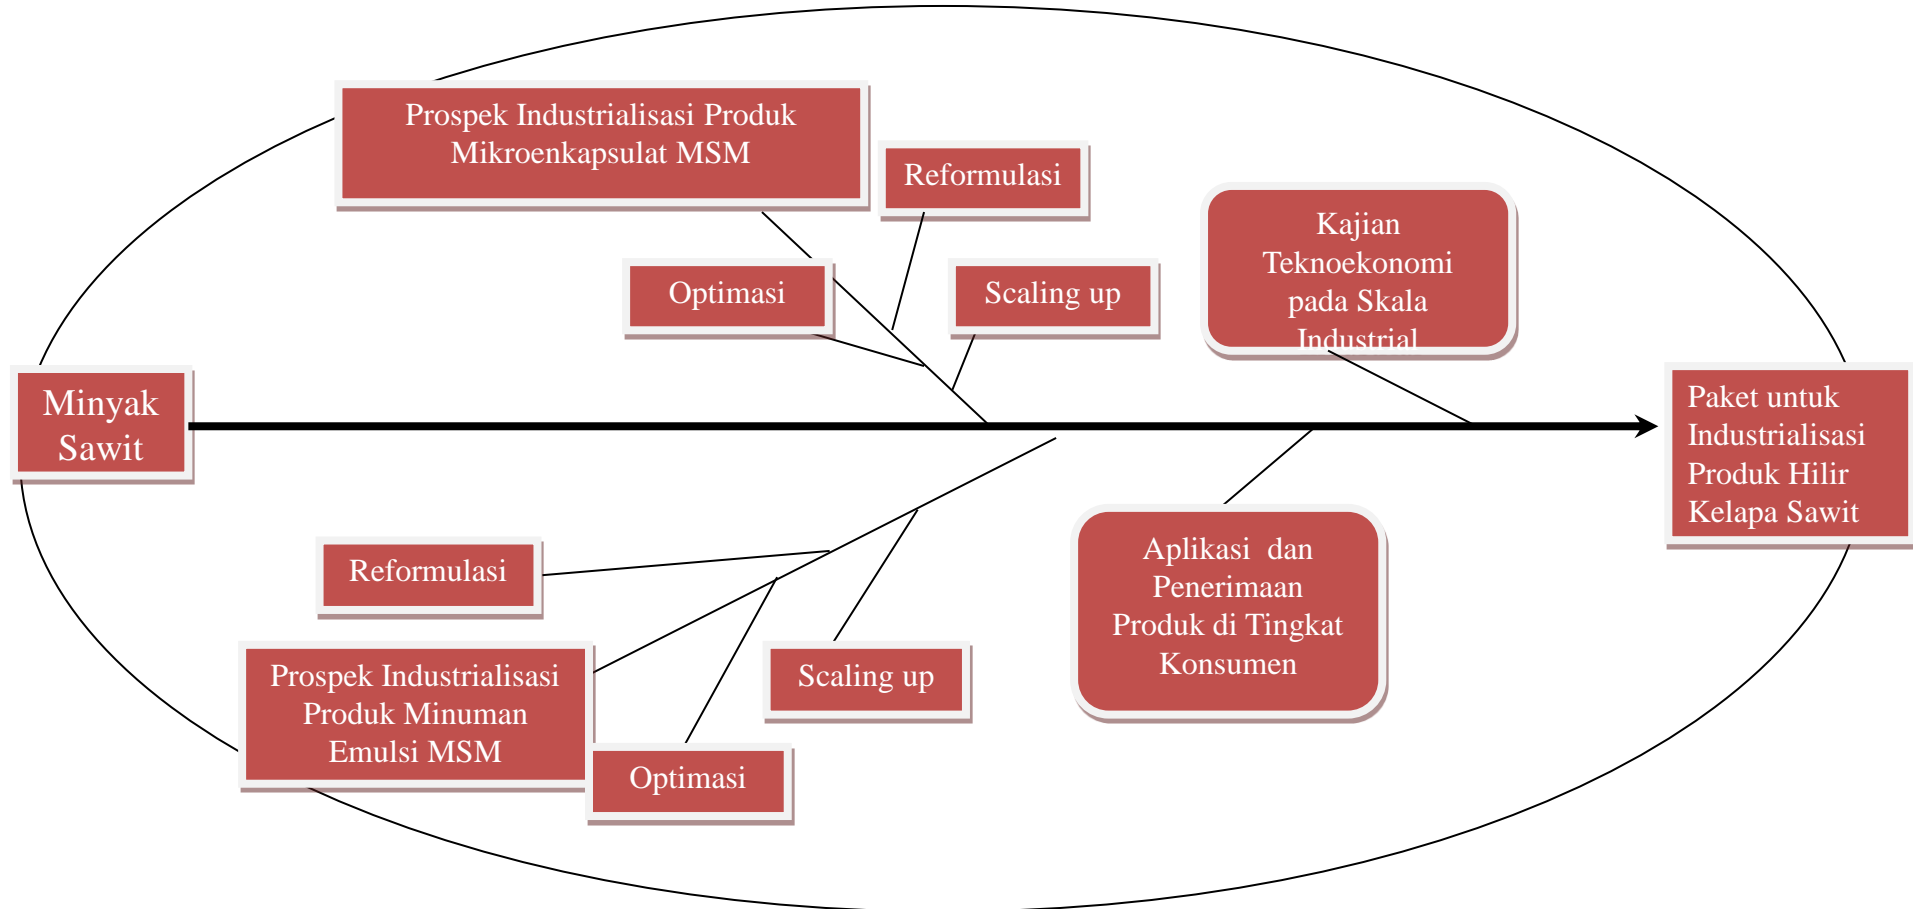 Prospek Industrialisasi Produk
Mikroenkapsulat MSM
Reformulasi
Optimasi
Scaling up
Kajian
Teknoekonomi
pada Skala
Industrial
Minyak
Sawit
Paket untuk
Industrialisasi
Produk Hilir
Kelapa Sawit
Reformulasi
Prospek Industrialisasi
Produk Minuman
Emulsi MSM
Optimasi
Scaling up
Aplikasi dan
Penerimaan
Produk di Tingkat
Konsumen